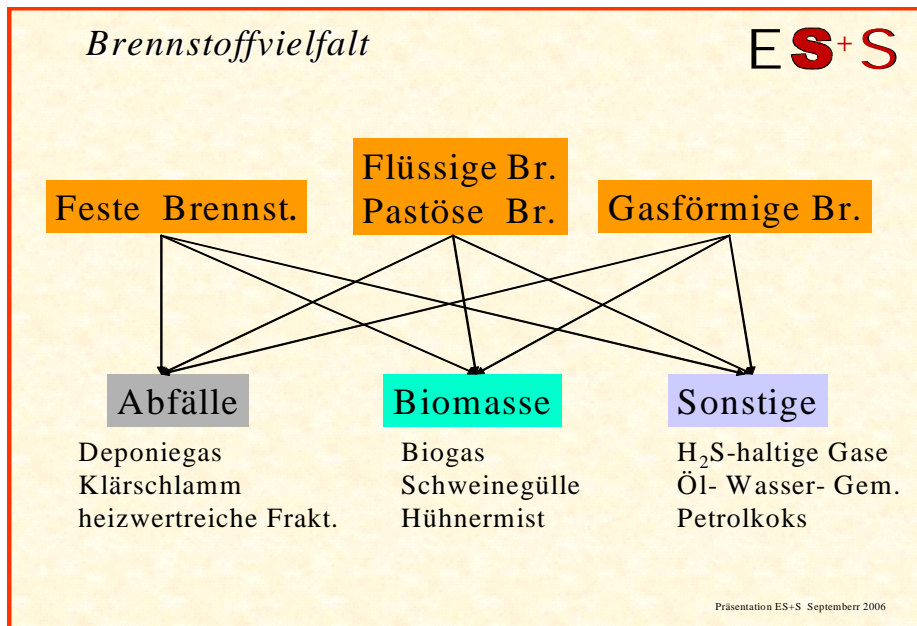 Brennstoffvielfalt
ES+S
Feste Brennst.
Flüssige Br.
Pastöse Br.
Gasförmige Br.
Abfälle
Deponiegas
Klärschlamm
heizwertreiche Frakt.
Biomasse
Biogas
Schweinegülle
Hühnermist
Sonstige
H₂S-haltige Gase
Öl- Wasser- Gem.
Petrolkoks
Präsentation ES+S Septemberr 2006